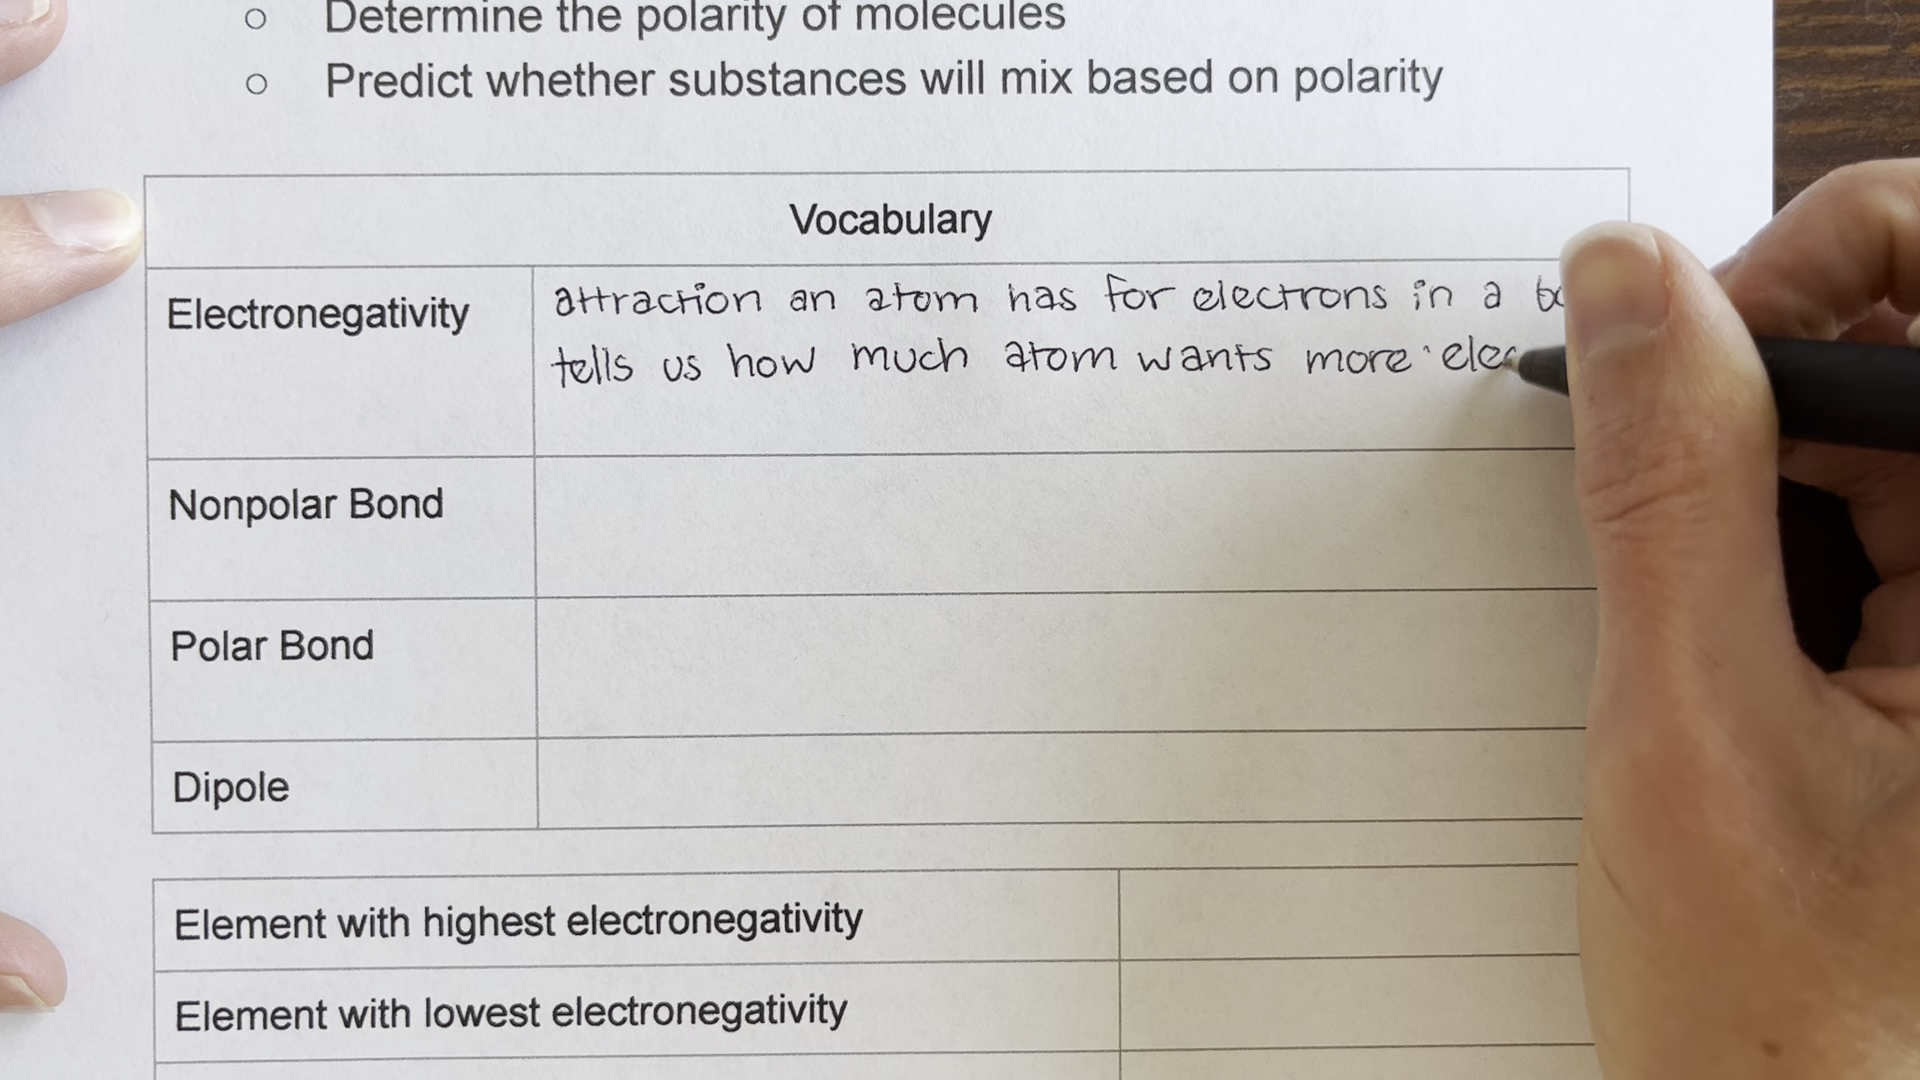 ○ Determine the polarity of molecules
○ Predict whether substances will mix based on polarity
Vocabulary
Electronegativity
attraction an atom has for electrons in a
tells us how much atom wants more
Nonpolar Bond
Polar Bond
Dipole
Element with highest electronegativity
Element with lowest electronegativity